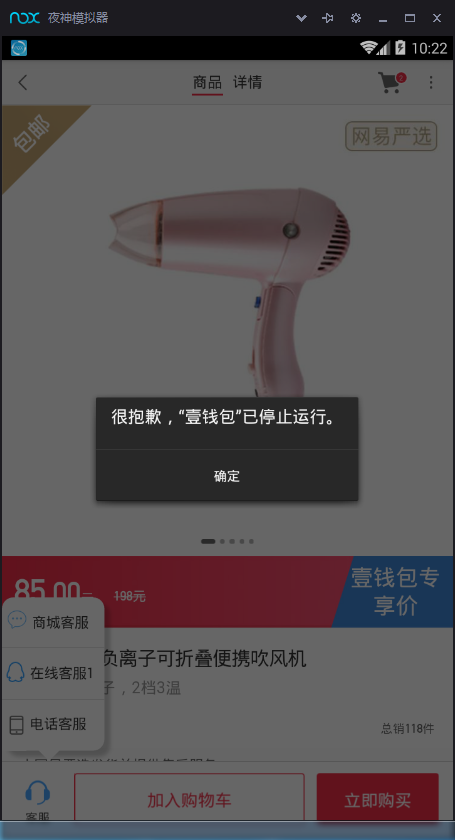 nox 夜神模拟器
10:22
商品 详情
包邮
网易严选
很抱歉，“壹钱包”已停止运行。
确定
85.00元
198元
壹钱包专
享价
商城客服
在线客服1
电话客服
负离子可折叠便携吹风机
子，2档3温
总销118件
客服
加入购物车
立即购买